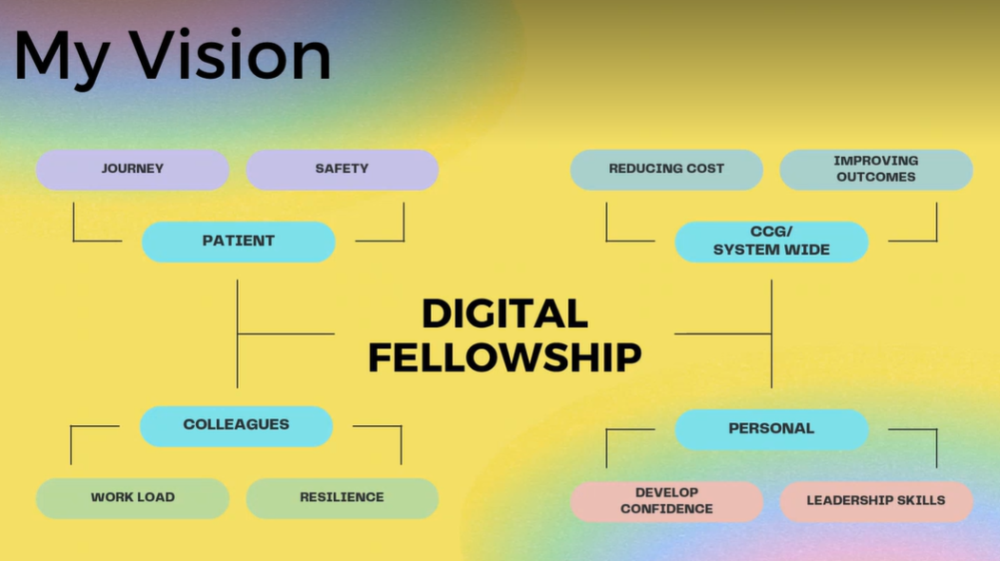 My Vision
JOURNEY
SAFETY
REDUCING COST
IMPROVING
OUTCOMES
PATIENT
CCG/
SYSTEM WIDE
DIGITAL
FELLOWSHIP
COLLEAGUES
PERSONAL
WORK LOAD
RESILIENCE
DEVELOP
CONFIDENCE
LEADERSHIP SKILLS